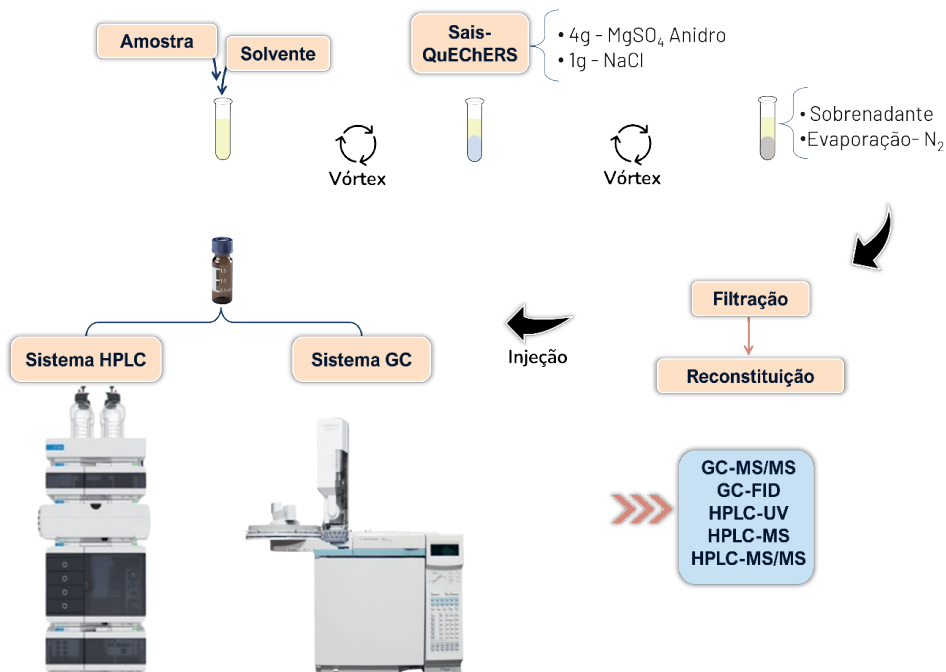 Amostra
Solvente
Sais-
QuEChERS
• 4g - MgSO₄ Anidro
• 1g - NaCl
Vórtex
Vórtex
• Sobrenadante
•Evaporação- N₂
Filtração
Reconstituição
Injeção
Sistema HPLC
Sistema GC
GC-MS/MS
GC-FID
HPLC-UV
HPLC-MS
HPLC-MS/MS